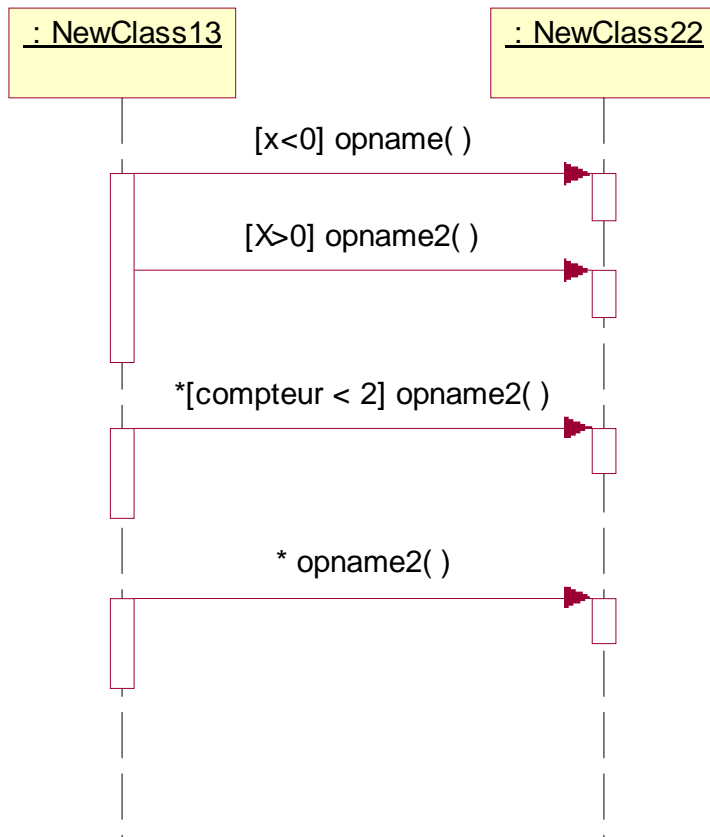 : NewClass13
: NewClass22
[x<0] opname( )
[X>0] opname2( )
*[compteur < 2] opname2( )
* opname2( )